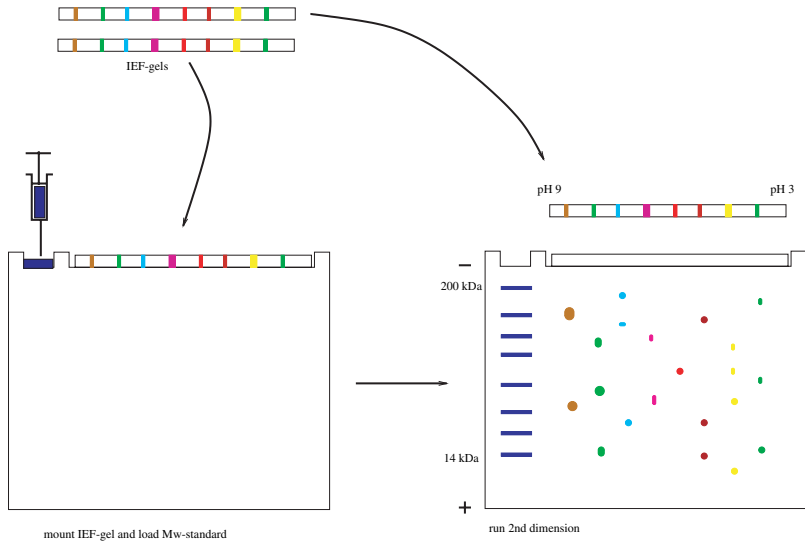 IEF-gels
pH 9
pH 3
−
200 kDa
14 kDa
+
mount IEF-gel and load Mw-standard
run 2nd dimension